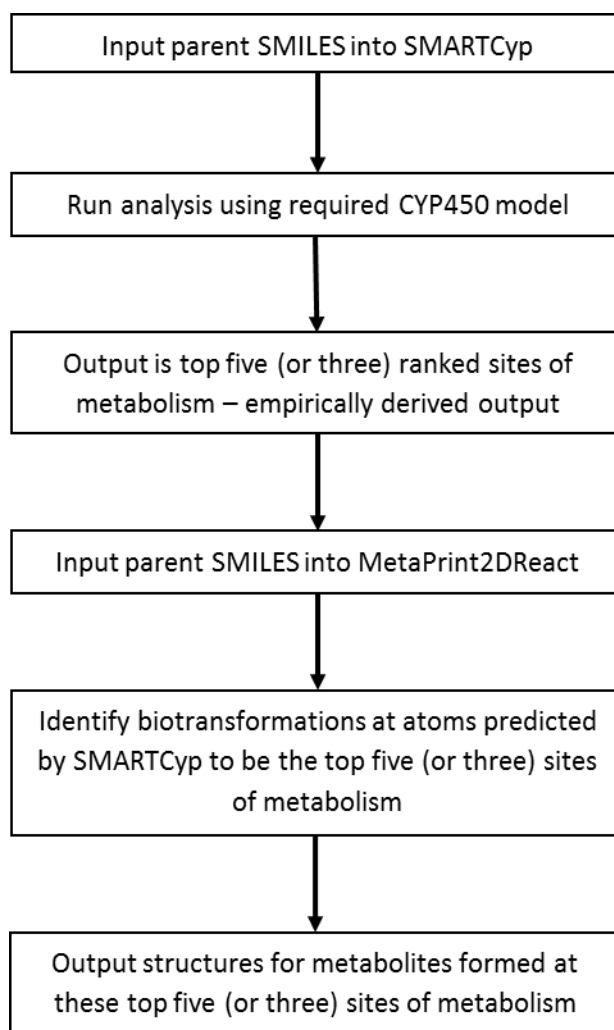 Input parent SMILES into SMARTCyp
Run analysis using required CYP450 model
Output is top five (or three) ranked sites of
metabolism – empirically derived output
Input parent SMILES into MetaPrint2DReact
Identify biotransformations at atoms predicted
by SMARTCyp to be the top five (or three) sites
of metabolism
Output structures for metabolites formed at
these top five (or three) sites of metabolism